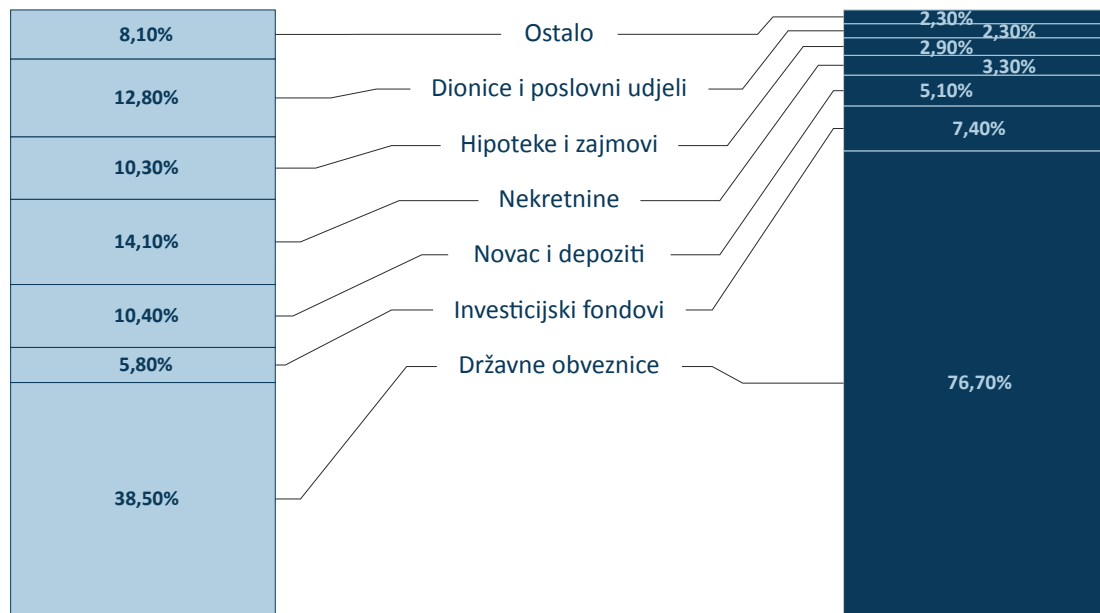 8,10% Ostalo 2,30%
12,80% Dionice i poslovni udjeli 2,30%
10,30% Hipoteke i zajmovi 2,90%
14,10% Nekretnine 3,30%
10,40% Novac i depoziti 5,10%
5,80% Investicijski fondovi 7,40%
38,50% Državne obveznice 76,70%